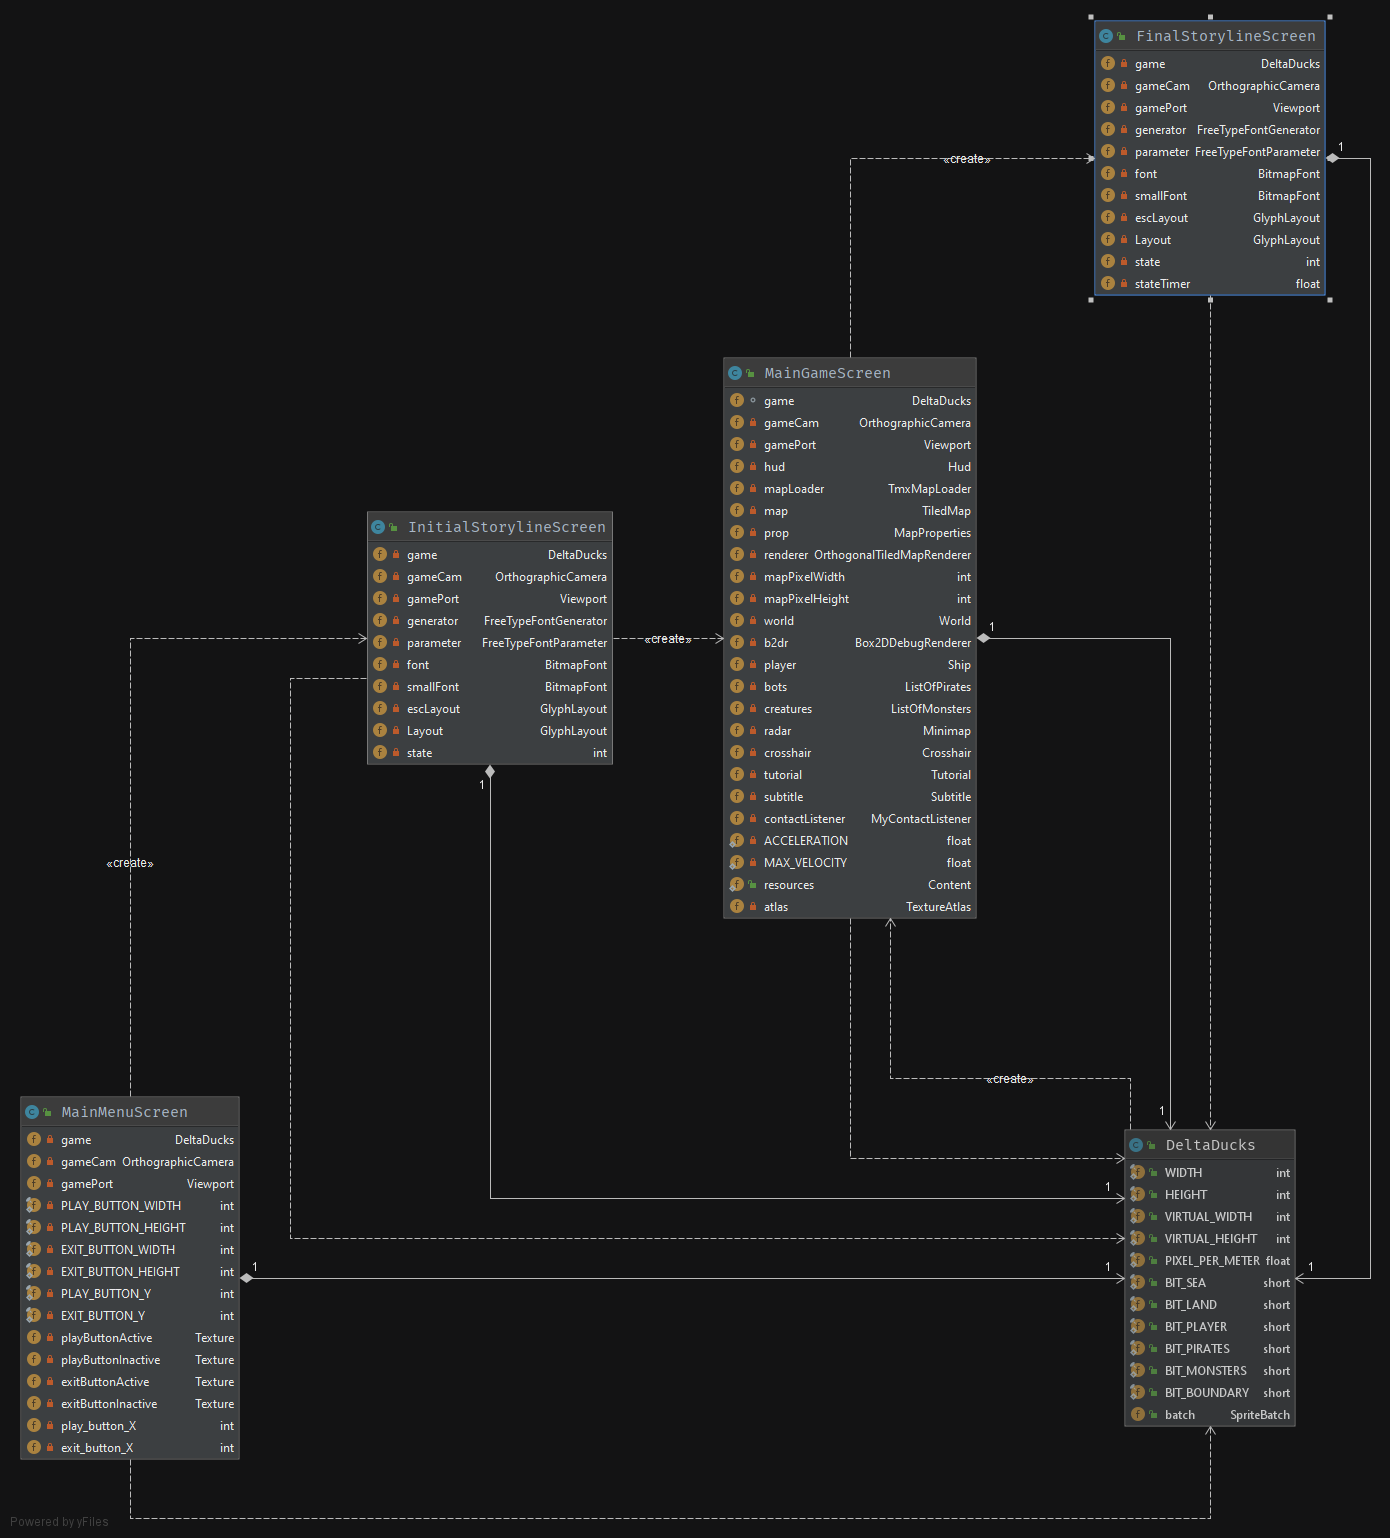 FinalStorylineScreen
game DeltaDucks
gameCam OrthographicCamera
gamePort Viewport
generator FreeTypeFontGenerator
parameter FreeTypeFontParameter
font BitmapFont
smallFont BitmapFont
escLayout GlyphLayout
Layout GlyphLayout
state int
stateTimer float
1
«create»
MainGameScreen
game DeltaDucks
gameCam OrthographicCamera
gamePort Viewport
hud Hud
mapLoader TmxMapLoader
map TiledMap
prop MapProperties
renderer OrthogonalTiledMapRenderer
mapPixelWidth int
mapPixelHeight int
world World
b2dr Box2DDebugRenderer
player Ship
bots ListOfPirates
creatures ListOfMonsters
radar Minimap
crosshair Crosshair
tutorial Tutorial
subtitle Subtitle
contactListener MyContactListener
ACCELERATION float
MAX_VELOCITY float
resources Content
atlas TextureAtlas
1
InitialStorylineScreen
game DeltaDucks
gameCam OrthographicCamera
gamePort Viewport
generator FreeTypeFontGenerator
parameter FreeTypeFontParameter
font BitmapFont
smallFont BitmapFont
escLayout GlyphLayout
Layout GlyphLayout
state int
«create»
1
«create»
«create»
MainMenuScreen
game DeltaDucks
gameCam OrthographicCamera
gamePort Viewport
PLAY_BUTTON_WIDTH int
PLAY_BUTTON_HEIGHT int
EXIT_BUTTON_WIDTH int
EXIT_BUTTON_HEIGHT int
PLAY_BUTTON_Y int
EXIT_BUTTON_Y int
playButtonActive Texture
playButtonInactive Texture
exitButtonActive Texture
exitButtonInactive Texture
play_button_X int
exit_button_X int
1
1
1
1
DeltaDucks
WIDTH int
HEIGHT int
VIRTUAL_WIDTH int
VIRTUAL_HEIGHT int
PIXEL_PER_METER float
BIT_SEA short
BIT_LAND short
BIT_PLAYER short
BIT_PIRATES short
BIT_MONSTERS short
BIT_BOUNDARY short
batch SpriteBatch
1
Powered by yFiles